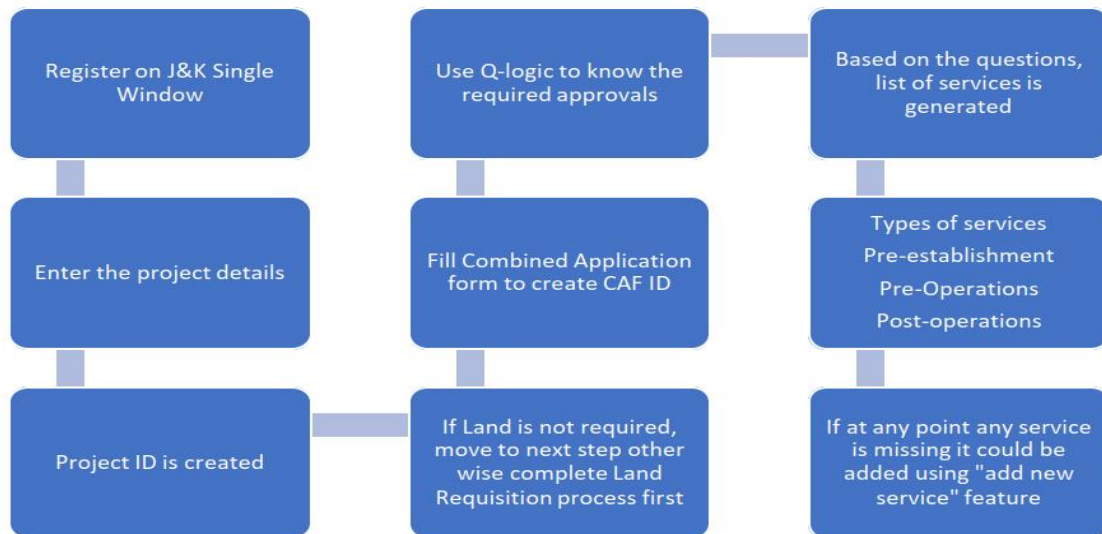 Register on J&K Single
Window
Enter the project details
Project ID is created
If Land is not required,
move to next step other
wise complete Land
Requisition process first
Fill Combined Application
form to create CAF ID
Use Q-logic to know the
required approvals
Based on the questions,
list of services is
generated
Types of services
Pre-establishment
Pre-Operations
Post-operations
If at any point any service
is missing it could be
added using "add new
service" feature